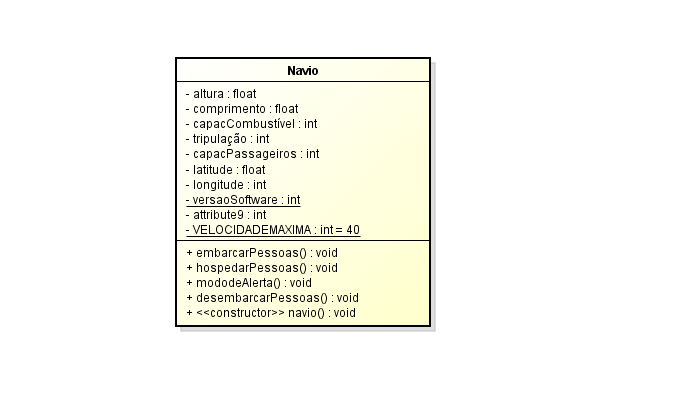 Navio
- altura : float
- comprimento : float
- capacCombustível : int
- tripulação : int
- capacPassageiros : int
- latitude : float
- longitude : int
- versaoSoftware : int
- attribute9 : int
- VELOCIDADEMAXIMA : int = 40
+ embarcarPessoas() : void
+ hospedarPessoas() : void
+ mododeAlerta() : void
+ desembarcarPessoas() : void
+ <<constructor>> navio() : void